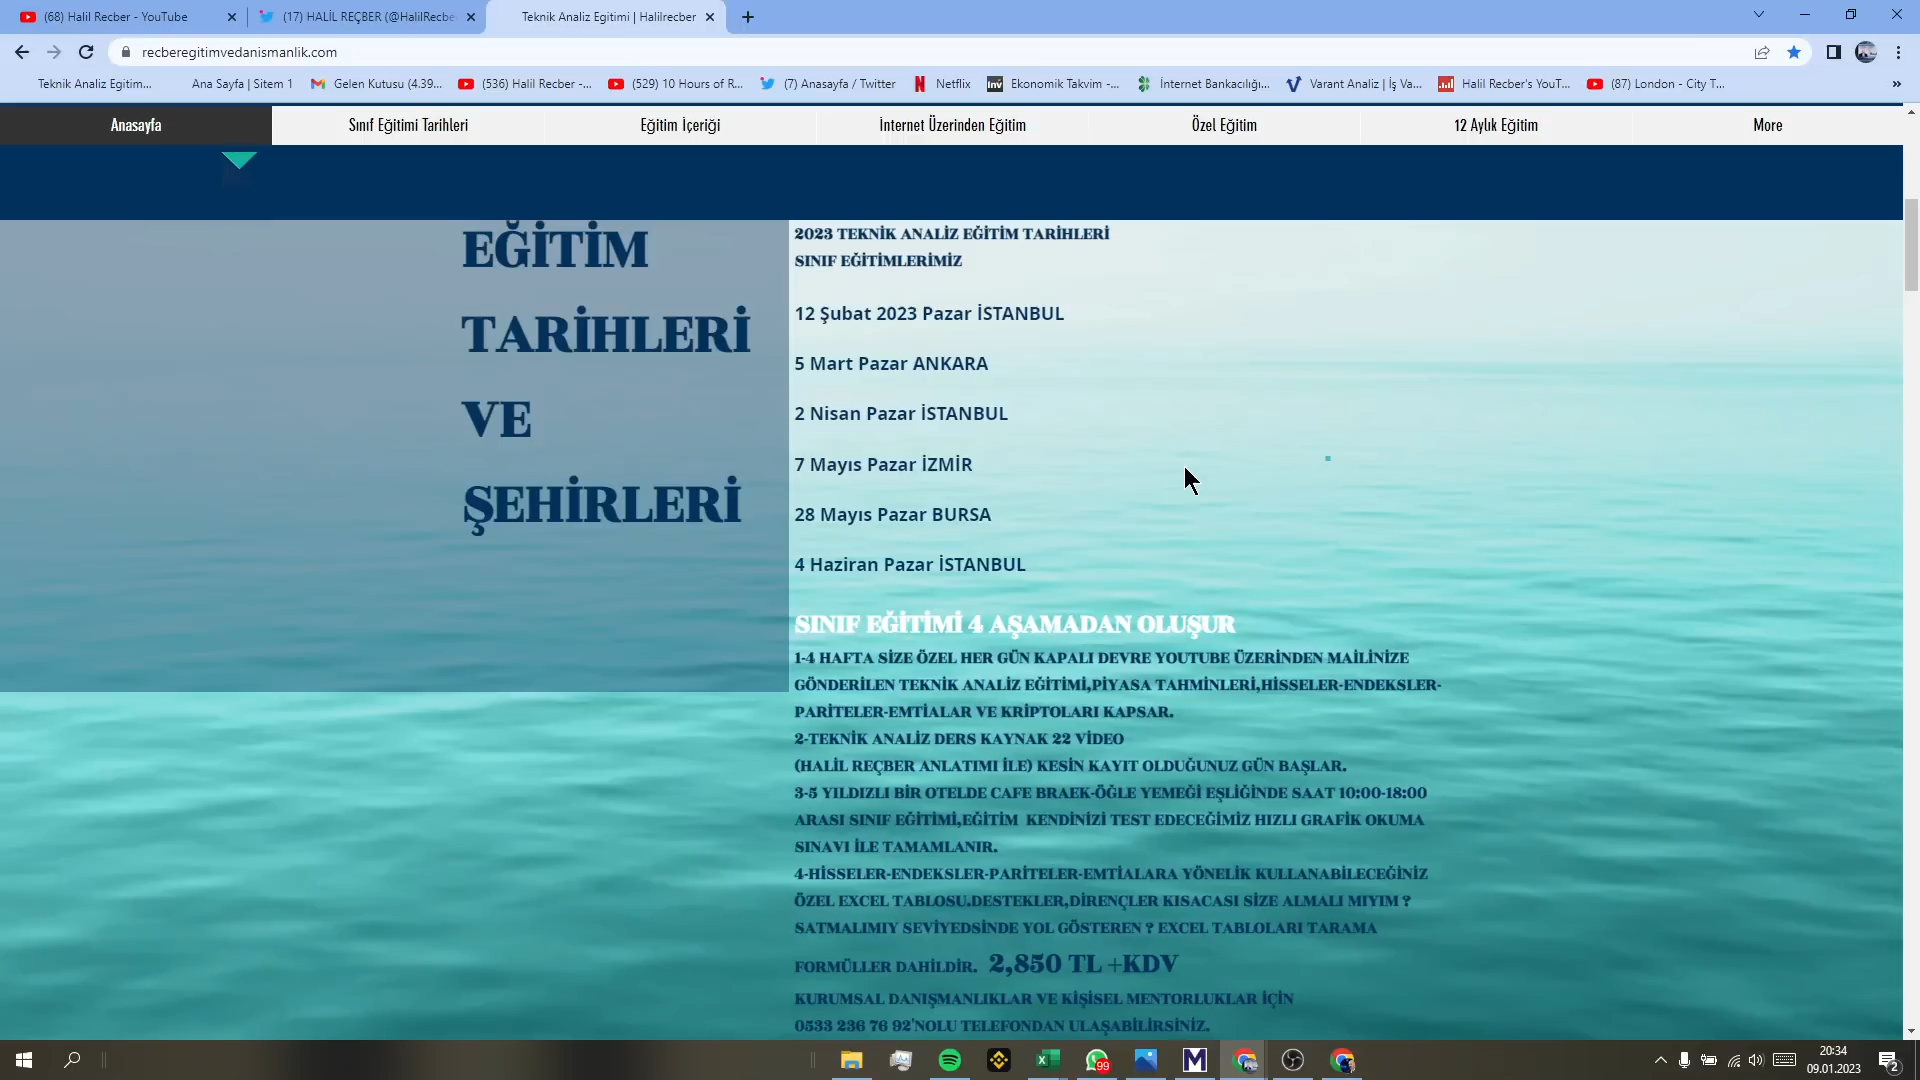 (68) Halil Recber - YouTube
(17) HALİL REÇBER (@HalilRecbe
Teknik Analiz Egitimi | Halilrecber
recberegitimvedanismanlik.com
Teknik Analiz Egitim...
Ana Sayfa | Sitem 1
Gelen Kutusu (4.39...
(536) Halil Recber -...
(529) 10 Hours of R...
(7) Anasayfa / Twitter
Netflix
Ekonomik Takvim -...
İnternet Bankacılığı...
Varant Analiz | İş Va...
Halil Recber's YouT...
(87) London - City T...
Anasayfa
Sınıf Eğitimi Tarihleri
Eğitim İçeriği
İnternet Üzerinden Eğitim
Özel Eğitim
12 Aylık Eğitim
More
EĞİTİM
TARİHLERİ
VE
ŞEHİRLERİ
2023 TEKNİK ANALİZ EĞİTİM TARİHLERİ
SINIF EĞİTİMLERİMİZ
12 Şubat 2023 Pazar İSTANBUL
5 Mart Pazar ANKARA
2 Nisan Pazar İSTANBUL
7 Mayıs Pazar İZMİR
28 Mayıs Pazar BURSA
4 Haziran Pazar İSTANBUL
SINIF EĞİTİMİ 4 AŞAMADAN OLUŞUR
1-4 HAFTA SİZE ÖZEL HER GÜN KAPALI DEVRE YOUTUBE ÜZERİNDEN MAİLİNİZE
GÖNDERİLEN TEKNİK ANALİZ EĞİTİMİ,PİYASA TAHMİNLERİ,HİSSELER-ENDEKSLER-
PARİTELER-EMTİALAR VE KRİPTOLARI KAPSAR.
2-TEKNİK ANALİZ DERS KAYNAK 22 VİDEO
(HALİL REÇBER ANLATIMI İLE) KESİN KAYIT OLDUĞUNUZ GÜN BAŞLAR.
3-5 YILDIZLI BİR OTELDE CAFE BRAEK-ÖĞLE YEMEĞİ EŞLİĞİNDE SAAT 10:00-18:00
ARASI SINIF EĞİTİMİ,EĞİTİM KENDİNİZİ TEST EDECEĞİMİZ HIZLI GRAFİK OKUMA
SINAVI İLE TAMAMLANIR.
4-HİSSELER-ENDEKSLER-PARİTELER-EMTİALARA YÖNELİK KULLANABİLECEĞİNİZ
ÖZEL EXCEL TABLOSU.DESTEKLER,DİRENÇLER KISACASI SİZE ALMALI MIYIM ?
SATMALIMIY SEVİYEDSİNDE YOL GÖSTEREN ? EXCEL TABLOLARI TARAMA
FORMÜLLER DAHİLDİR. 2,850 TL +KDV
KURUMSAL DANIŞMANLIKLAR VE KİŞİSEL MENTORLUKLAR İÇİN
0533 236 76 92'NOLU TELEFONDAN ULAŞABİLİRSİNİZ.
99
20:34
09.01.2023
2